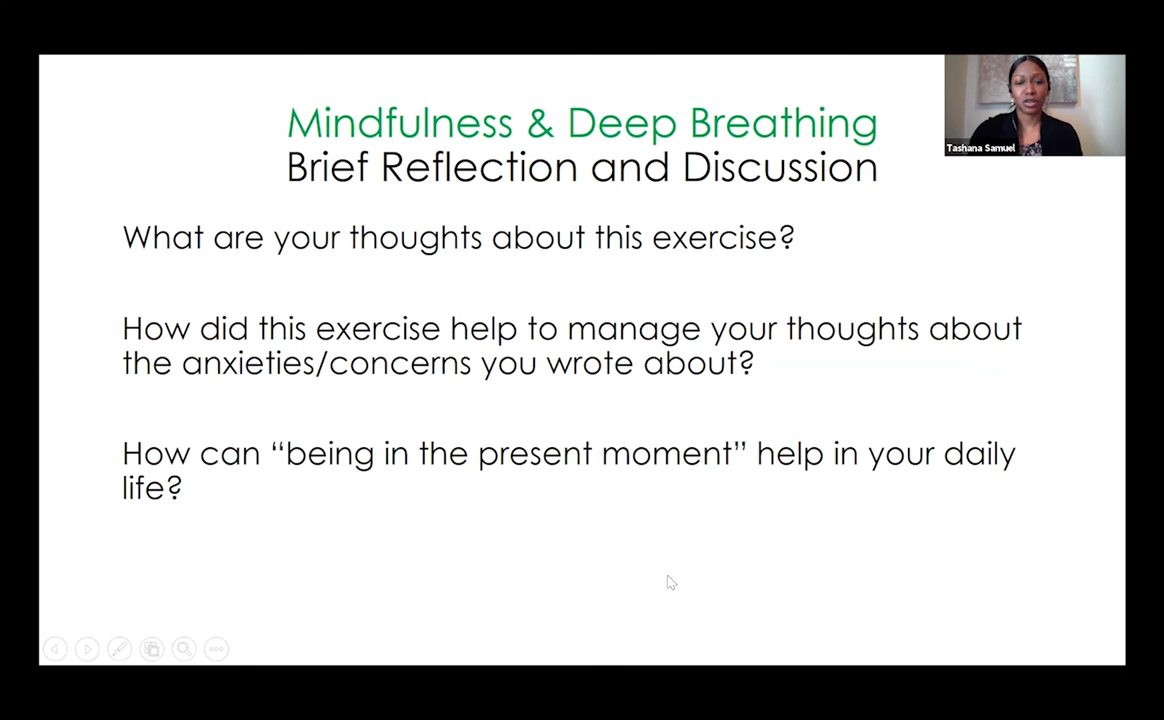 Mindfulness & Deep Breathing
Brief Reflection and Discussion
Tashana Samuel
What are your thoughts about this exercise?
How did this exercise help to manage your thoughts about
the anxieties/concerns you wrote about?
How can “being in the present moment” help in your daily
life?